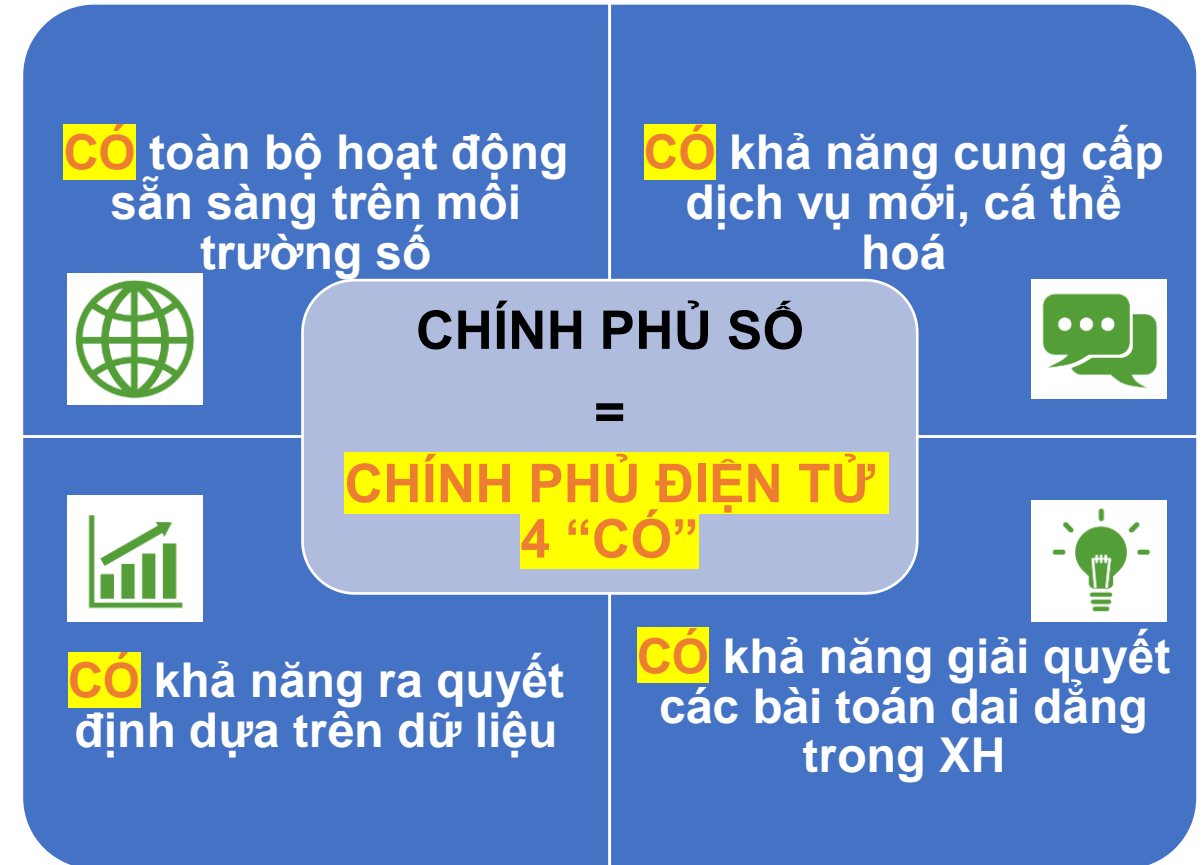 CÓ toàn bộ hoạt động
sẵn sàng trên môi
trường số
CÓ khả năng cung cấp
dịch vụ mới, cá thể
hoá
CHÍNH PHỦ SỐ
=
CHÍNH PHỦ ĐIỆN TỬ
4 “CÓ”
CÓ khả năng ra quyết
định dựa trên dữ liệu
CÓ khả năng giải quyết
các bài toán dai dẳng
trong XH